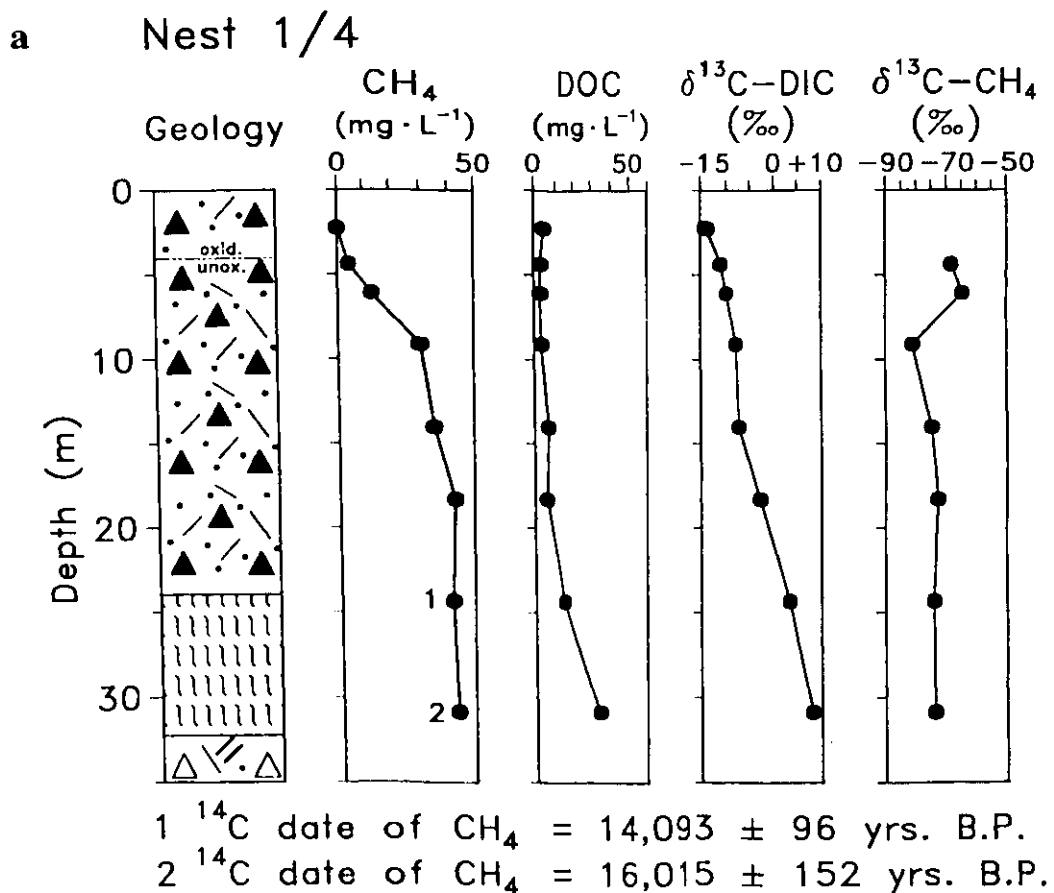 a Nest 1/4
CH₄ DOC δ¹³C–DIC δ¹³C–CH₄
Geology (mg·L⁻¹) (mg·L⁻¹) (‰) (‰)
0 50 0 50 −15 0 +10 −90 −70 −50
0
oxid.
unox.
10
20
1
30
2
Depth (m)
1 ¹⁴C date of CH₄ = 14,093 ± 96 yrs. B.P.
2 ¹⁴C date of CH₄ = 16,015 ± 152 yrs. B.P.